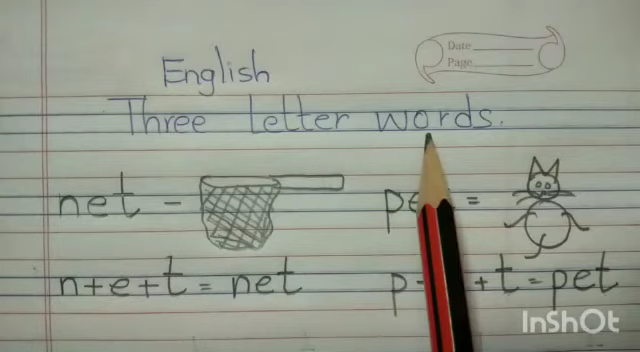 English
Date
Page
Three letter words.
net - pe =
n+e+t = net p + t = pet
InShOt